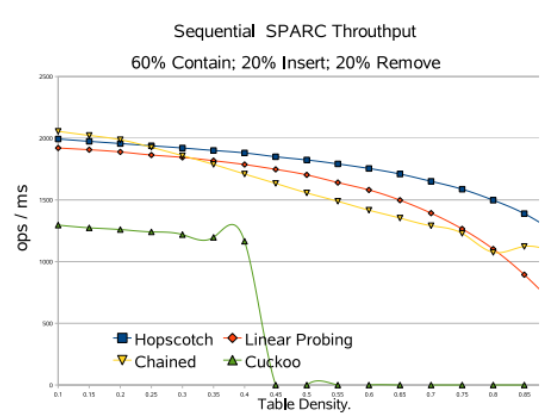 Sequential SPARC Throuthput
60% Contain; 20% Insert; 20% Remove
2500
2000
1500
1000
500
0
ops / ms
Hopscotch Linear Probing
Chained Cuckoo
0.1 0.15 0.2 0.25 0.3 0.35 0.4 0.45 0.5 0.55 0.6 0.65 0.7 0.75 0.8 0.85
Table Density.